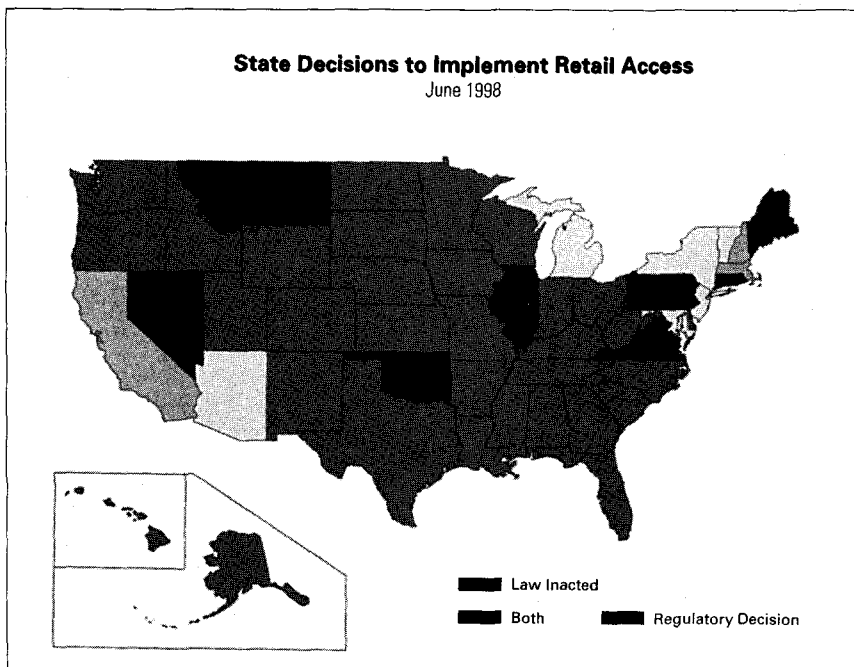 State Decisions to Implement Retail Access
June 1998
Law Inacted
Both Regulatory Decision